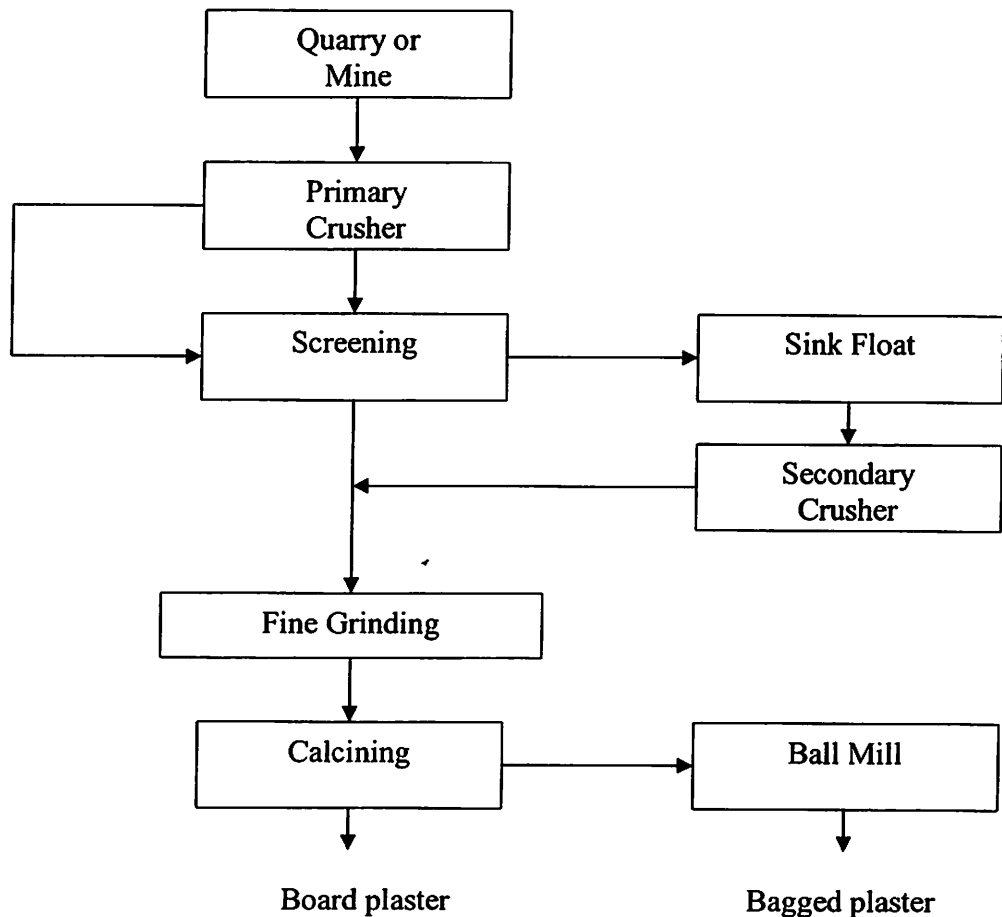 Quarry or
Mine
Primary
Crusher
Screening
Sink Float
Secondary
Crusher
Fine Grinding
Calcining
Ball Mill
Board plaster
Bagged plaster